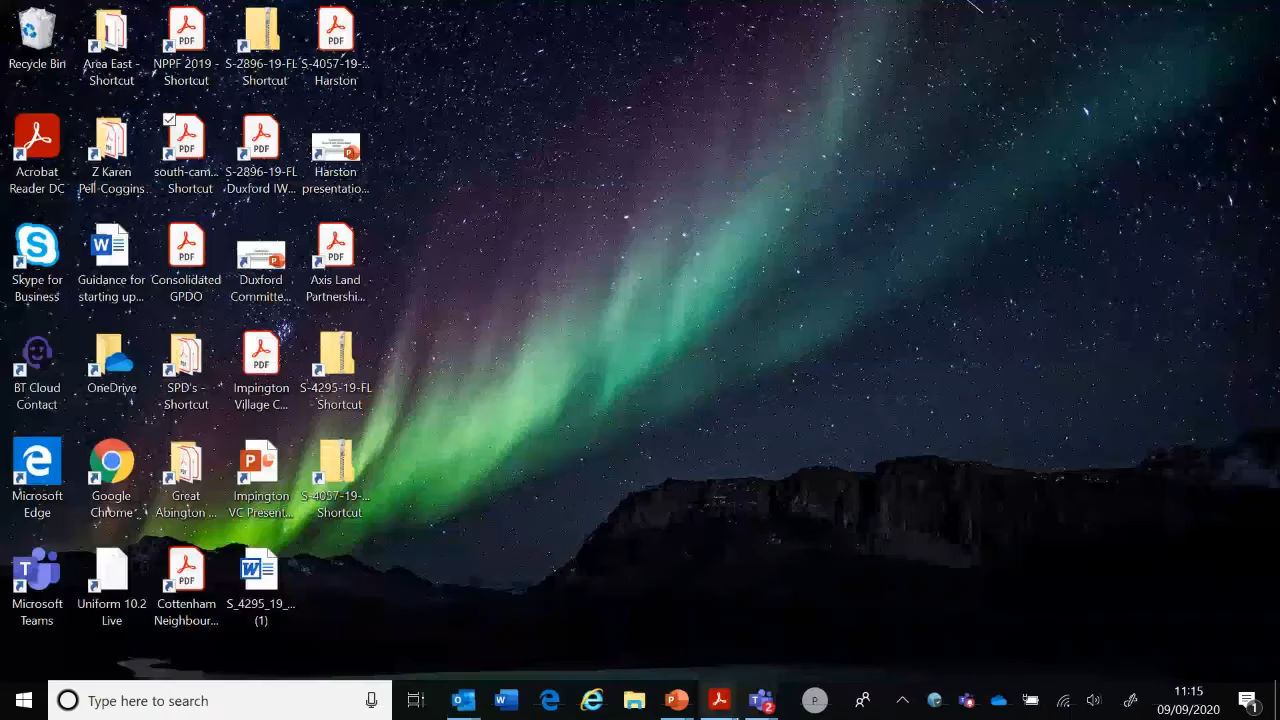 Recycle Bin
Area East - Shortcut
NPPF 2019 - Shortcut
S-2896-19-FL Shortcut
S-4057-19-... Harston
Acrobat Reader DC
Z Karen Pell-Coggins
south-cam... Shortcut
S-2896-19-FL Duxford IW...
Harston presentatio...
Skype for Business
Guidance for starting up...
Consolidated GPDO
Duxford Committe...
Axis Land Partnershi...
BT Cloud Contact
OneDrive
SPD's - Shortcut
Impington Village C...
S-4295-19-FL - Shortcut
Microsoft Edge
Google Chrome
Great Abington ...
Impington VC Present...
S-4057-19-... Shortcut
Microsoft Teams
Uniform 10.2 Live
Cottenham Neighbour...
S_4295_19_... (1)
Type here to search
11:15
09/09/2020